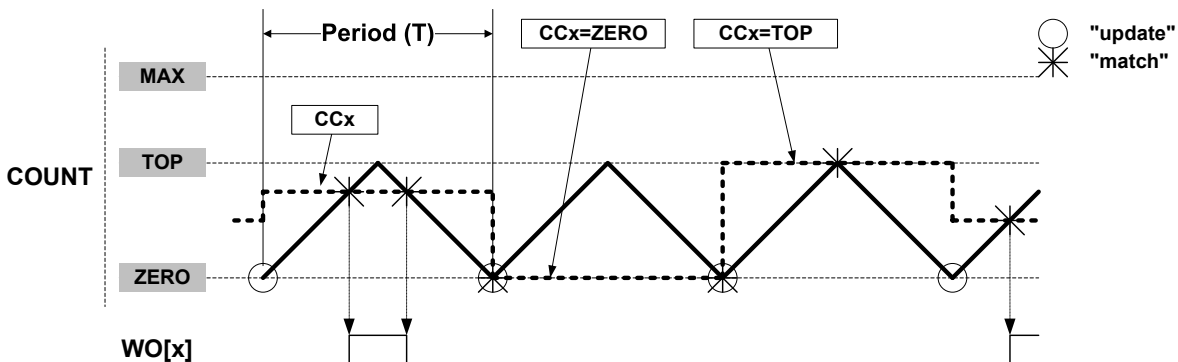 Period (T)
CCx=ZERO
CCx=TOP
"update"
"match"
MAX
CCx
TOP
COUNT
ZERO
WO[x]